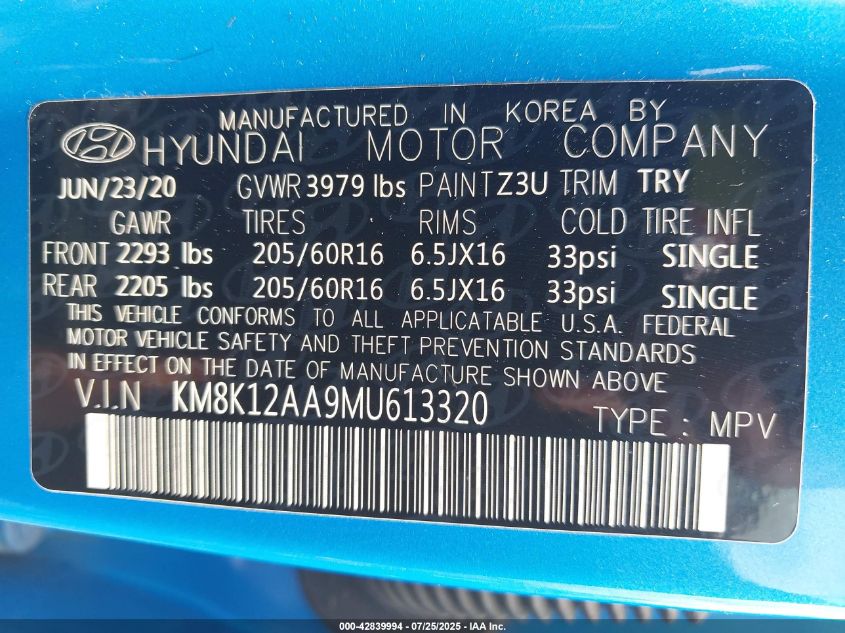 MANUFACTURED IN KOREA BY
HYUNDAI MOTOR COMPANY
JUN/23/20 GVWR 3979 lbs PAINT Z3U TRIM TRY
GAWR TIRES RIMS COLD TIRE INFL
FRONT 2293 lbs 205/60R16 6.5JX16 33psi SINGLE
REAR 2205 lbs 205/60R16 6.5JX16 33psi SINGLE
THIS VEHICLE CONFORMS TO ALL APPLICATABLE U.S.A. FEDERAL
MOTOR VEHICLE SAFETY AND THEFT PREVENTION STANDARDS
IN EFFECT ON THE DATE OF MANUFACTURE SHOWN ABOVE
V.I.N KM8K12AA9MU613320 TYPE : MPV
000-42839994 - 07/25/2025 - IAA Inc.